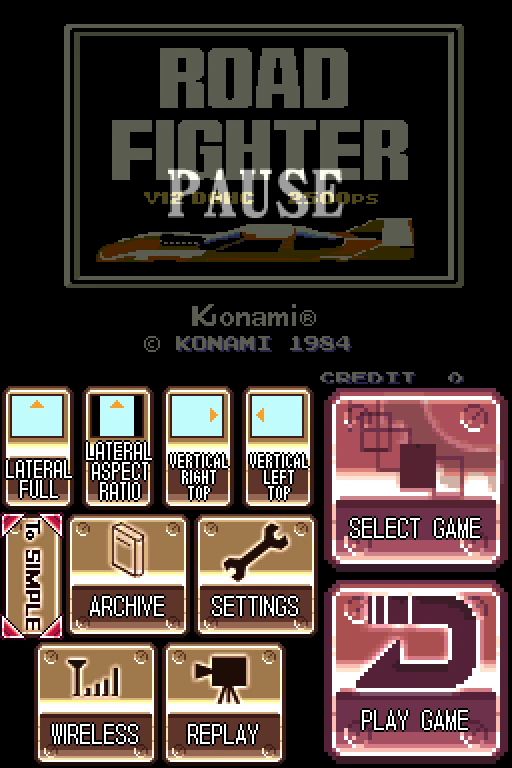 ROAD
FIGHTER
PAUSE
V12 DOHC 2500ps
Konami®
© KONAMI 1984
CREDIT 0
LATERAL
FULL
LATERAL
ASPECT
RATIO
VERTICAL
RIGHT
TOP
VERTICAL
LEFT
TOP
SELECT GAME
To SIMPLE
ARCHIVE
SETTINGS
WIRELESS
REPLAY
PLAY GAME